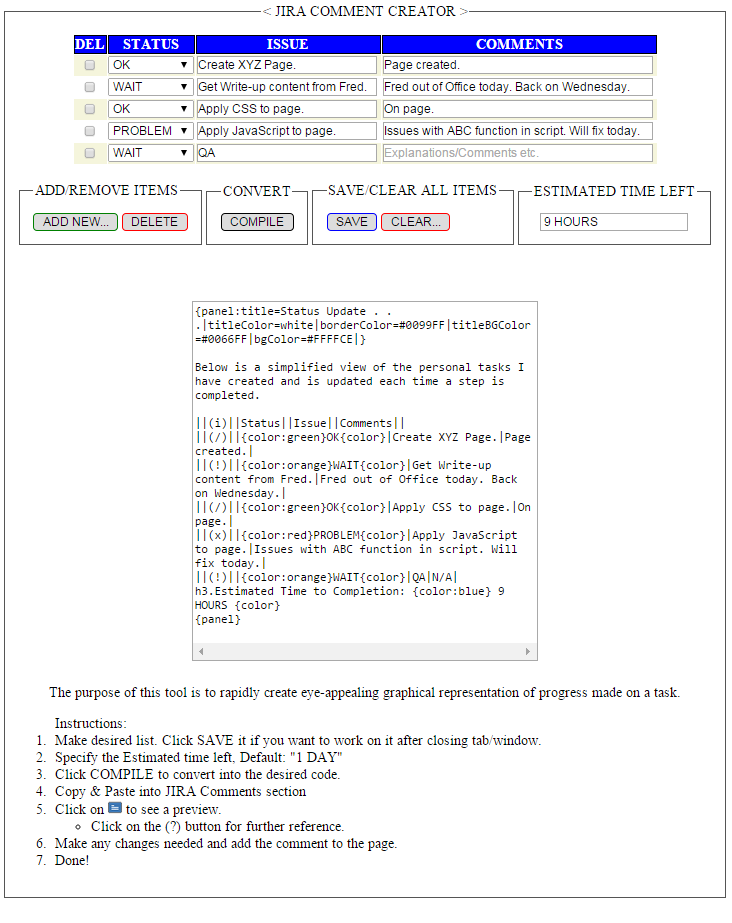 < JIRA COMMENT CREATOR >
DEL STATUS ISSUE COMMENTS
OK Create XYZ Page. Page created.
WAIT Get Write-up content from Fred. Fred out of Office today. Back on Wednesday.
OK Apply CSS to page. On page.
PROBLEM Apply JavaScript to page. Issues with ABC function in script. Will fix today.
WAIT QA Explanations/Comments etc.
ADD/REMOVE ITEMS CONVERT SAVE/CLEAR ALL ITEMS ESTIMATED TIME LEFT
ADD NEW... DELETE COMPILE SAVE CLEAR... 9 HOURS
{panel:title=Status Update . .
.|titleColor=white|borderColor=#0099FF|titleBGColor
=#0066FF|bgColor=#FFFFCE|}
Below is a simplified view of the personal tasks I
have created and is updated each time a step is
completed.
||(i)||Status||Issue||Comments||
||(/)||{color:green}OK{color}|Create XYZ Page.|Page
created.|
||(!)||{color:orange}WAIT{color}|Get Write-up
content from Fred.|Fred out of Office today. Back
on Wednesday.|
||(/)||{color:green}OK{color}|Apply CSS to page.|On
page.|
||(x)||{color:red}PROBLEM{color}|Apply JavaScript
to page.|Issues with ABC function in script. Will
fix today.|
||(!)||{color:orange}WAIT{color}|QA|N/A|
h3.Estimated Time to Completion: {color:blue} 9
HOURS {color}
{panel}
The purpose of this tool is to rapidly create eye-appealing graphical representation of progress made on a task.
Instructions:
1. Make desired list. Click SAVE it if you want to work on it after closing tab/window.
2. Specify the Estimated time left, Default: "1 DAY"
3. Click COMPILE to convert into the desired code.
4. Copy & Paste into JIRA Comments section
5. Click on to see a preview.
Click on the (?) button for further reference.
6. Make any changes needed and add the comment to the page.
7. Done!